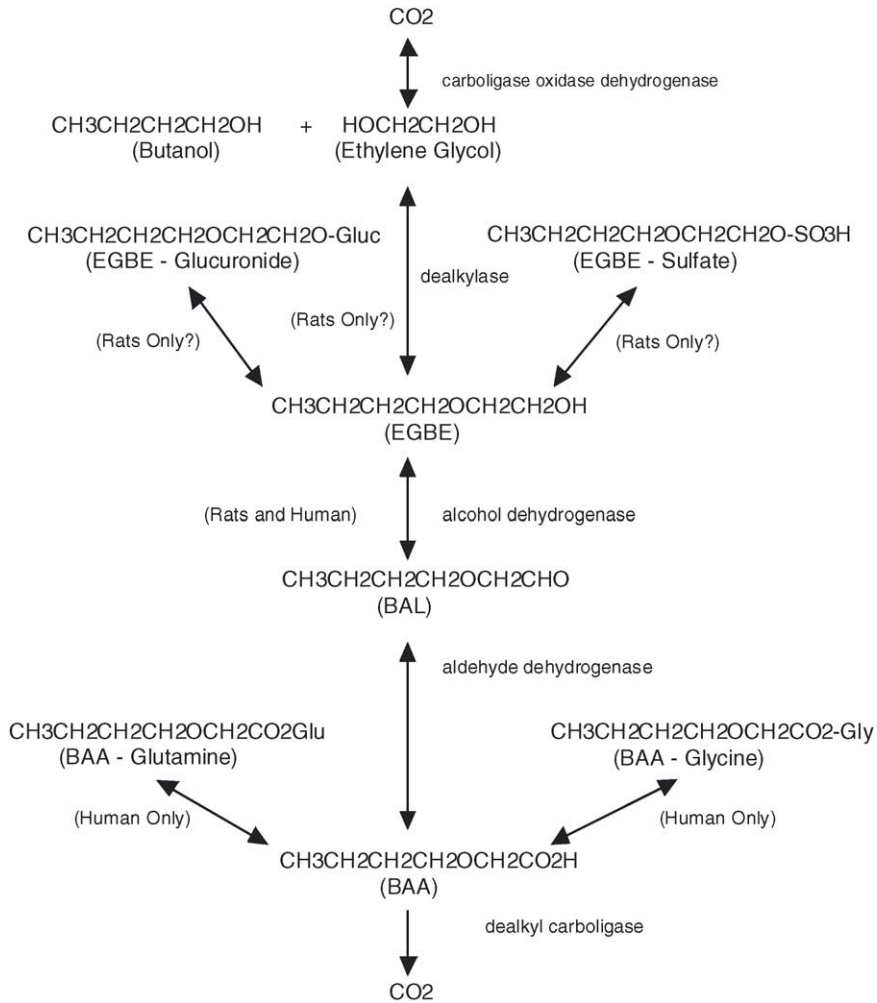 CO2
carboligase oxidase dehydrogenase
CH3CH2CH2CH2OH + HOCH2CH2OH
(Butanol) (Ethylene Glycol)
CH3CH2CH2CH2OCH2CH2O-Gluc CH3CH2CH2CH2OCH2CH2O-SO3H
(EGBE - Glucuronide) (EGBE - Sulfate)
dealkylase
(Rats Only?)
(Rats Only?) (Rats Only?)
CH3CH2CH2CH2OCH2CH2OH
(EGBE)
(Rats and Human) alcohol dehydrogenase
CH3CH2CH2CH2OCH2CHO
(BAL)
aldehyde dehydrogenase
CH3CH2CH2CH2OCH2CO2Glu CH3CH2CH2CH2OCH2CO2-Gly
(BAA - Glutamine) (BAA - Glycine)
(Human Only) (Human Only)
CH3CH2CH2CH2OCH2CO2H
(BAA)
dealkyl carboligase
CO2